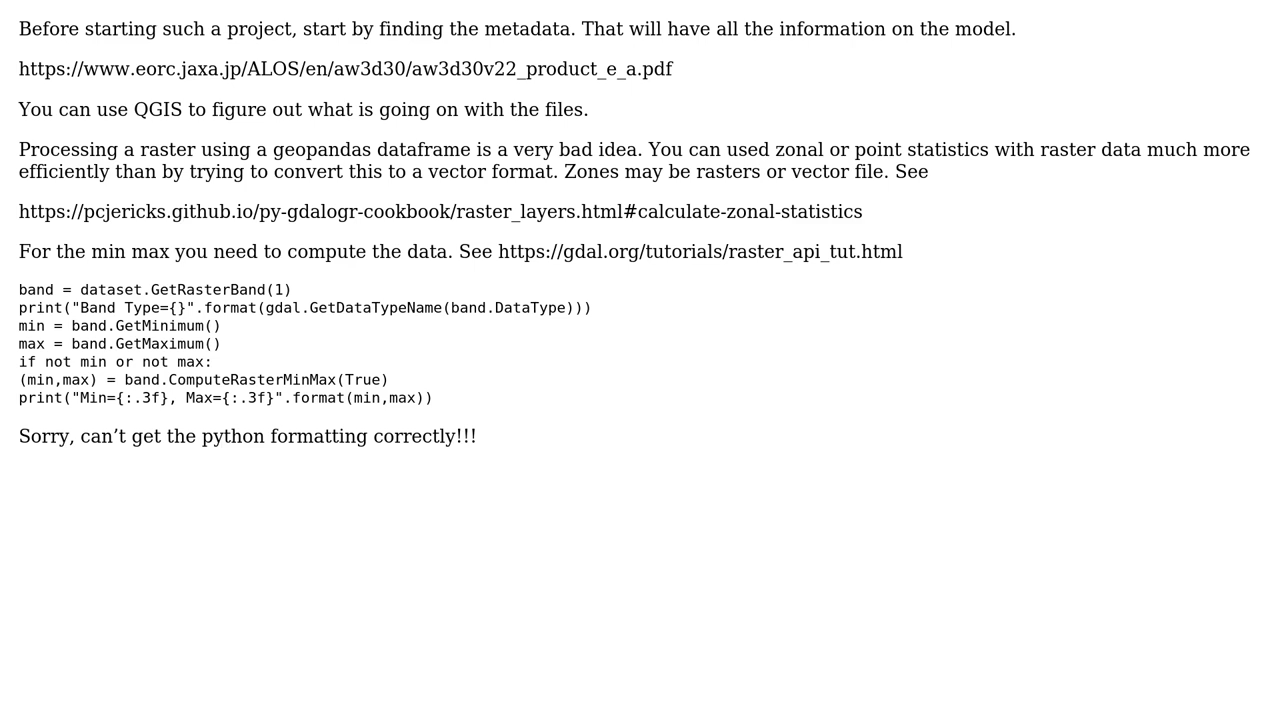 Before starting such a project, start by finding the metadata. That will have all the information on the model.
https://www.eorc.jaxa.jp/ALOS/en/aw3d30/aw3d30v22_product_e_a.pdf
You can use QGIS to figure out what is going on with the files.
Processing a raster using a geopandas dataframe is a very bad idea. You can used zonal or point statistics with raster data much more
efficiently than by trying to convert this to a vector format. Zones may be rasters or vector file. See
https://pcjericks.github.io/py-gdalogr-cookbook/raster_layers.html#calculate-zonal-statistics
For the min max you need to compute the data. See https://gdal.org/tutorials/raster_api_tut.html
band = dataset.GetRasterBand(1)
print("Band Type={}".format(gdal.GetDataTypeName(band.DataType)))
min = band.GetMinimum()
max = band.GetMaximum()
if not min or not max:
(min,max) = band.ComputeRasterMinMax(True)
print("Min={:.3f}, Max={:.3f}".format(min,max))
Sorry, can’t get the python formatting correctly!!!